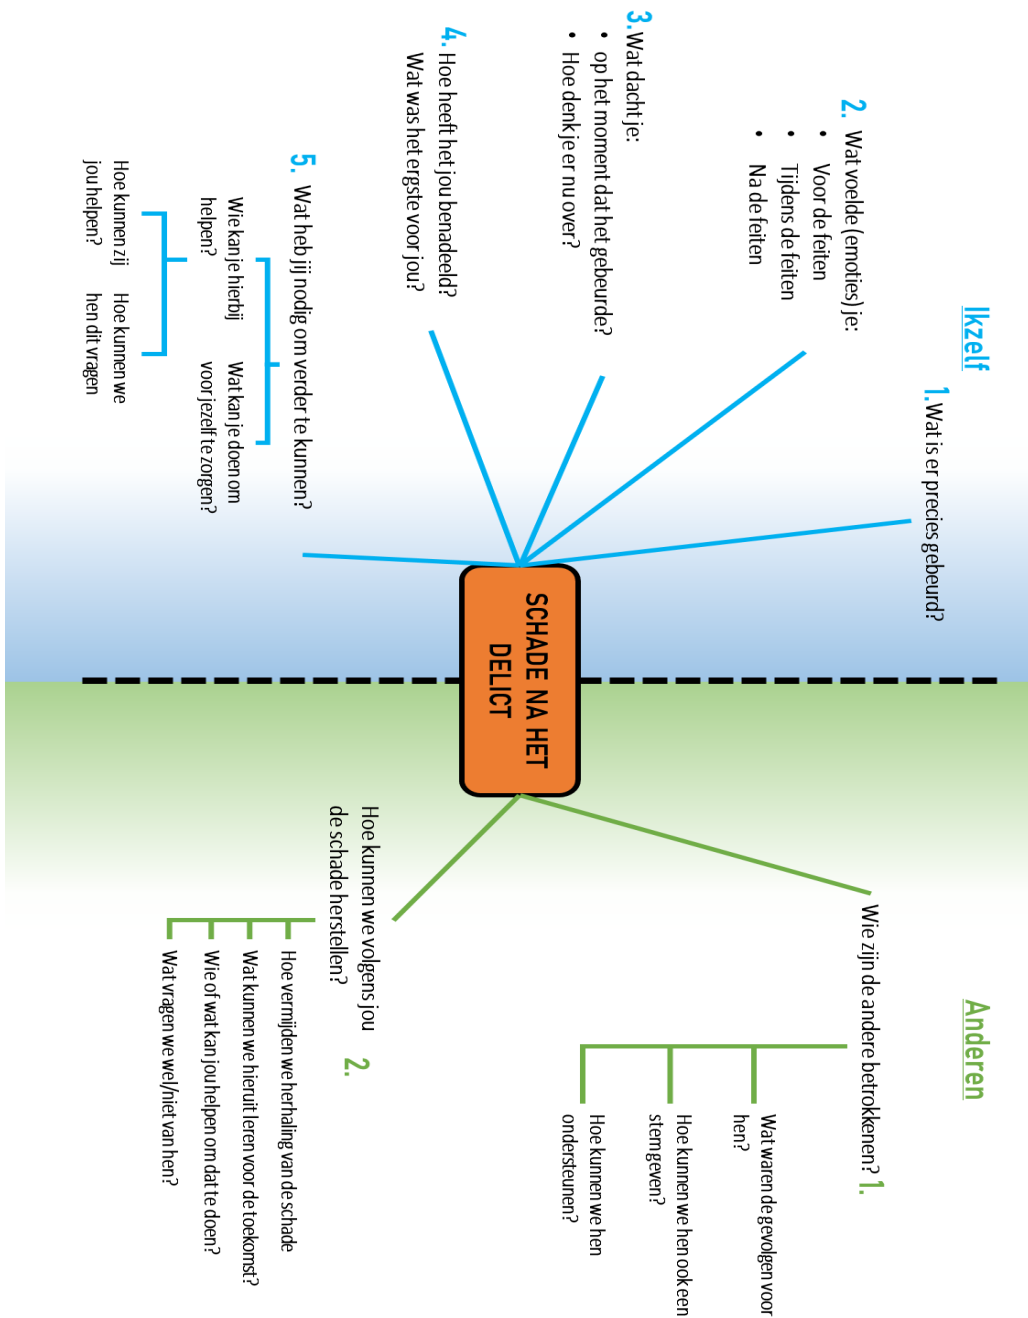 Ikzelf
1. Wat is er precies gebeurd?
2. Wat voelde (emoties) je:
• Voor de feiten
• Tijdens de feiten
• Na de feiten
3. Wat dacht je:
• op het moment dat het gebeurde?
• Hoe denk je er nu over?
4. Hoe heeft het jou benadeeld?
Wat was het ergste voor jou?
5. Wat heb jij nodig om verder te kunnen?
Wie kan je hierbij
helpen?
Wat kan je doen om
voor jezelf te zorgen?
Hoe kunnen zij
jou helpen?
Hoe kunnen we
hen dit vragen
SCHADE NA HET
DELICT
Anderen
Wie zijn de andere betrokkenen? 1.
Wat waren de gevolgen voor
hen?
Hoe kunnen we hen ook een
stem geven?
Hoe kunnen we hen
ondersteunen?
Hoe kunnen we volgens jou
de schade herstellen?
2.
Hoe vermijden we herhaling van de schade
Wat kunnen we hieruit leren voor de toekomst?
Wie of wat kan jou helpen om dat te doen?
Wat vragen we wel/niet van hen?